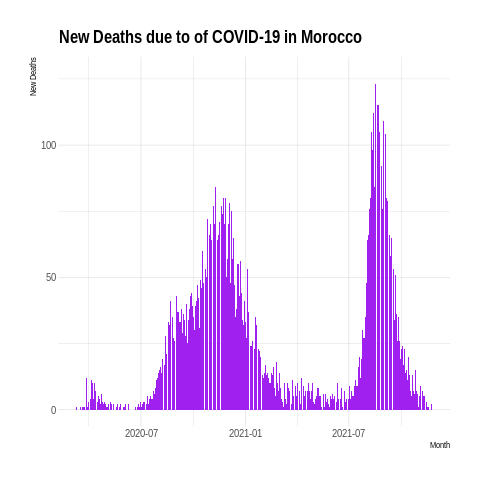 New Deaths due to of COVID-19 in Morocco
New Deaths
100
50
0
2020-07
2021-01
2021-07
Month